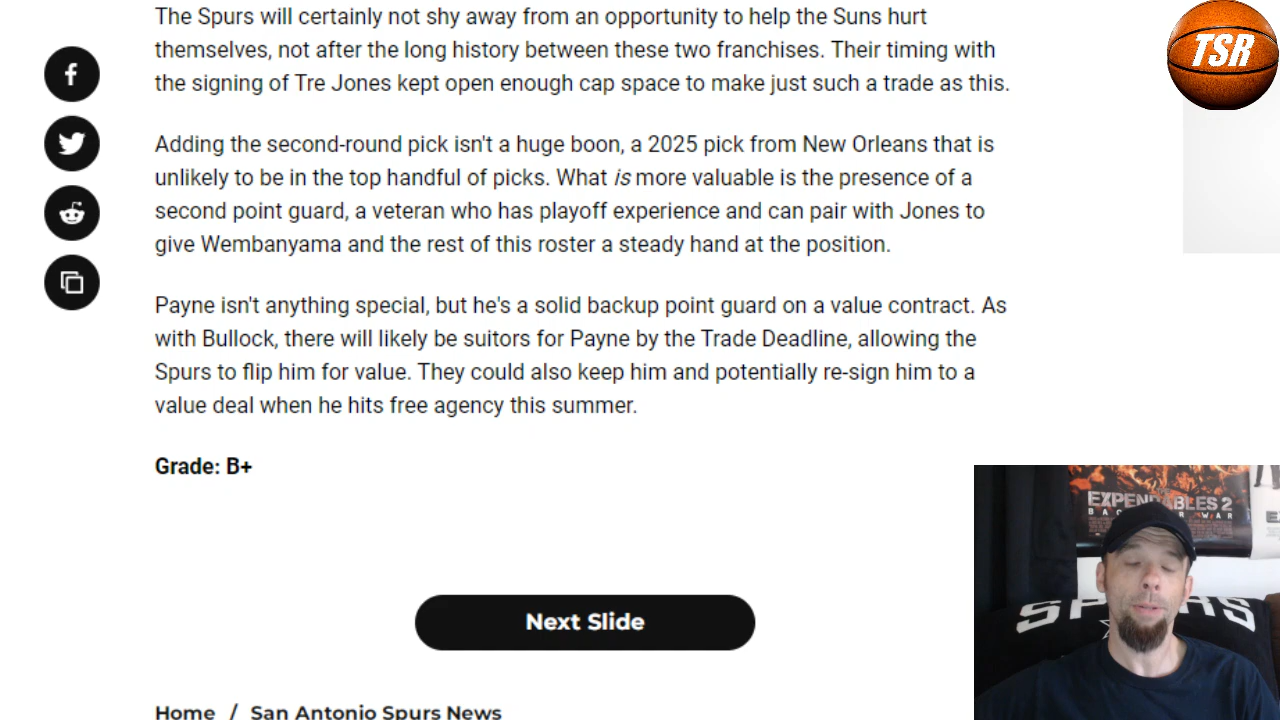 The Spurs will certainly not shy away from an opportunity to help the Suns hurt
themselves, not after the long history between these two franchises. Their timing with
the signing of Tre Jones kept open enough cap space to make just such a trade as this.
Adding the second-round pick isn't a huge boon, a 2025 pick from New Orleans that is
unlikely to be in the top handful of picks. What is more valuable is the presence of a
second point guard, a veteran who has playoff experience and can pair with Jones to
give Wembanyama and the rest of this roster a steady hand at the position.
Payne isn't anything special, but he's a solid backup point guard on a value contract. As
with Bullock, there will likely be suitors for Payne by the Trade Deadline, allowing the
Spurs to flip him for value. They could also keep him and potentially re-sign him to a
value deal when he hits free agency this summer.
Grade: B+
Next Slide
Home / San Antonio Spurs News
TSR
EXPENDABLES 2
WAR
SP RS